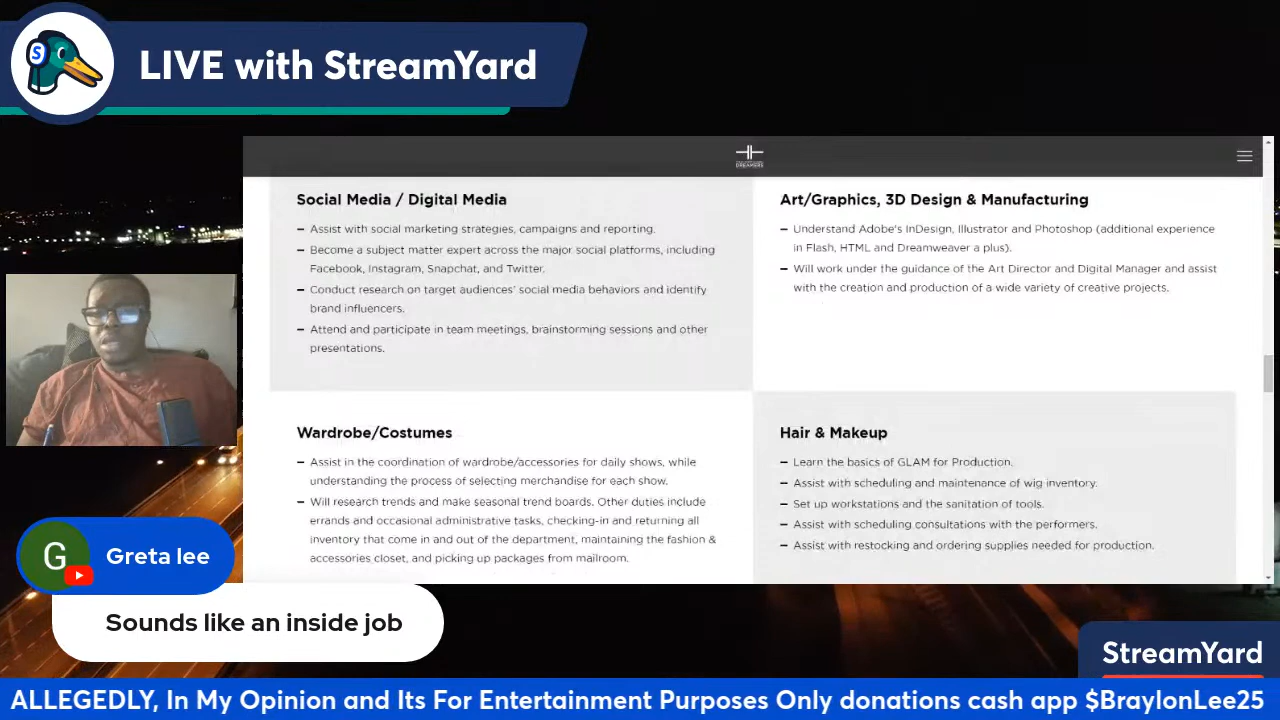 S
LIVE with StreamYard
DREAMERS
Social Media / Digital Media
– Assist with social marketing strategies, campaigns and reporting.
– Become a subject matter expert across the major social platforms, including
Facebook, Instagram, Snapchat, and Twitter.
– Conduct research on target audiences' social media behaviors and identify
brand influencers.
– Attend and participate in team meetings, brainstorming sessions and other
presentations.
Art/Graphics, 3D Design & Manufacturing
– Understand Adobe's InDesign, Illustrator and Photoshop (additional experience
in Flash, HTML and Dreamweaver a plus).
– Will work under the guidance of the Art Director and Digital Manager and assist
with the creation and production of a wide variety of creative projects.
Wardrobe/Costumes
– Assist in the coordination of wardrobe/accessories for daily shows, while
understanding the process of selecting merchandise for each show.
– Will research trends and make seasonal trend boards. Other duties include
errands and occasional administrative tasks, checking-in and returning all
inventory that come in and out of the department, maintaining the fashion &
accessories closet, and picking up packages from mailroom.
Hair & Makeup
– Learn the basics of GLAM for Production.
– Assist with scheduling and maintenance of wig inventory.
– Set up workstations and the sanitation of tools.
– Assist with scheduling consultations with the performers.
– Assist with restocking and ordering supplies needed for production.
G
Greta lee
Sounds like an inside job
StreamYard
ALLEGEDLY, In My Opinion and Its For Entertainment Purposes Only donations cash app $BraylonLee25